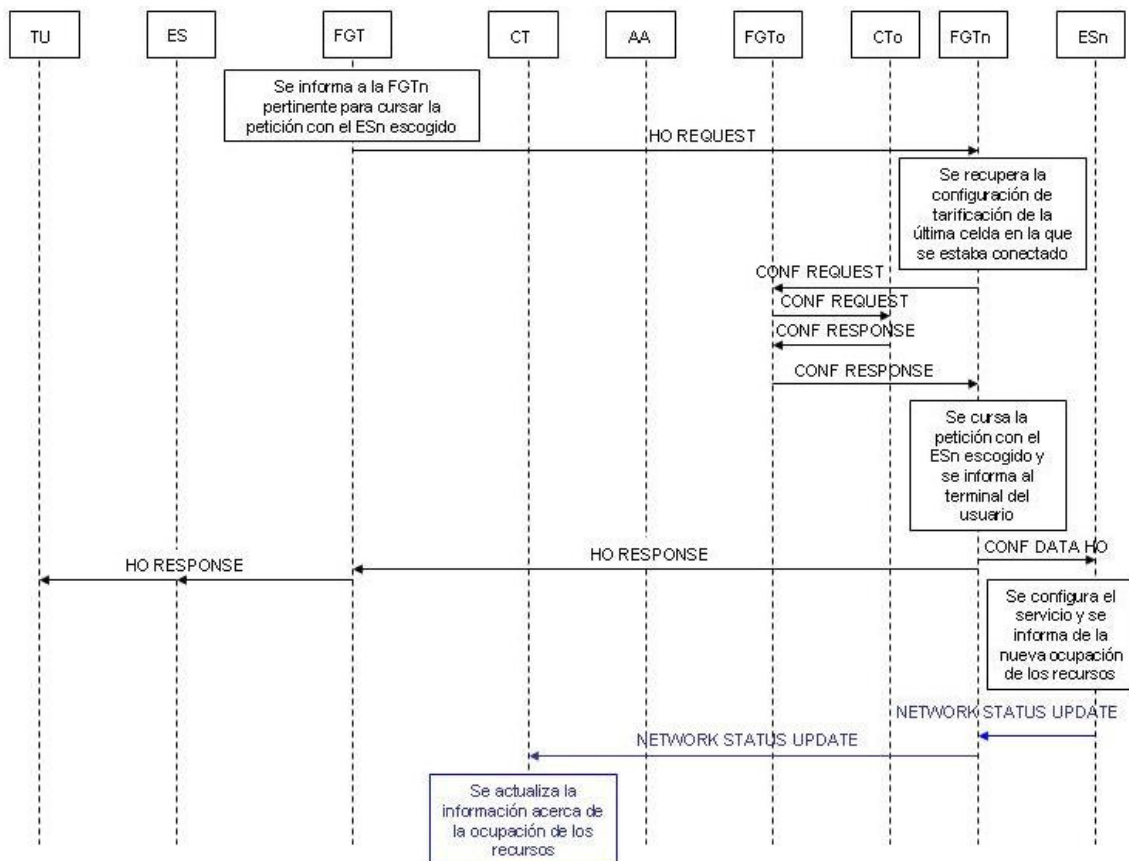 TU
ES
FGT
CT
AA
FGTo
CTo
FGTn
ESn
Se informa a la FGTn
pertinente para cursar la
petición con el ESn escogido
HO REQUEST
Se recupera la
configuración de
tarificación de la
última celda en la que
se estaba conectado
CONF REQUEST
CONF REQUEST
CONF RESPONSE
CONF RESPONSE
Se cursa la
petición con el
ESn escogido y
se informa al
terminal del
usuario
CONF DATA HO
HO RESPONSE
HO RESPONSE
Se configura el
servicio y se
informa de la
nueva ocupación
de los recursos
NETWORK STATUS UPDATE
NETWORK STATUS UPDATE
Se actualiza la
información acerca de
la ocupación de los
recursos